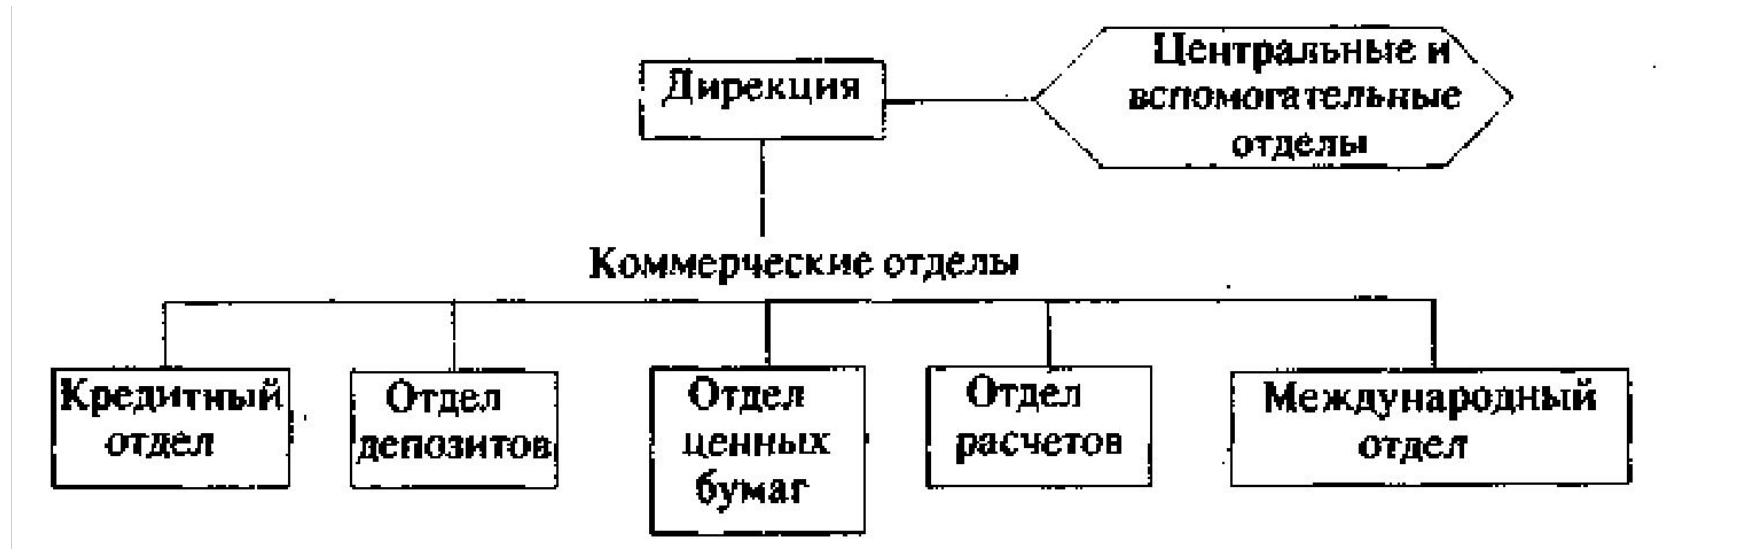 Дирекция
Центральные и
вспомогательные
отделы
Коммерческие отделы
Кредитный
отдел
Отдел
депозитов
Отдел
ценных
бумаг
Отдел
расчетов
Международный
отдел